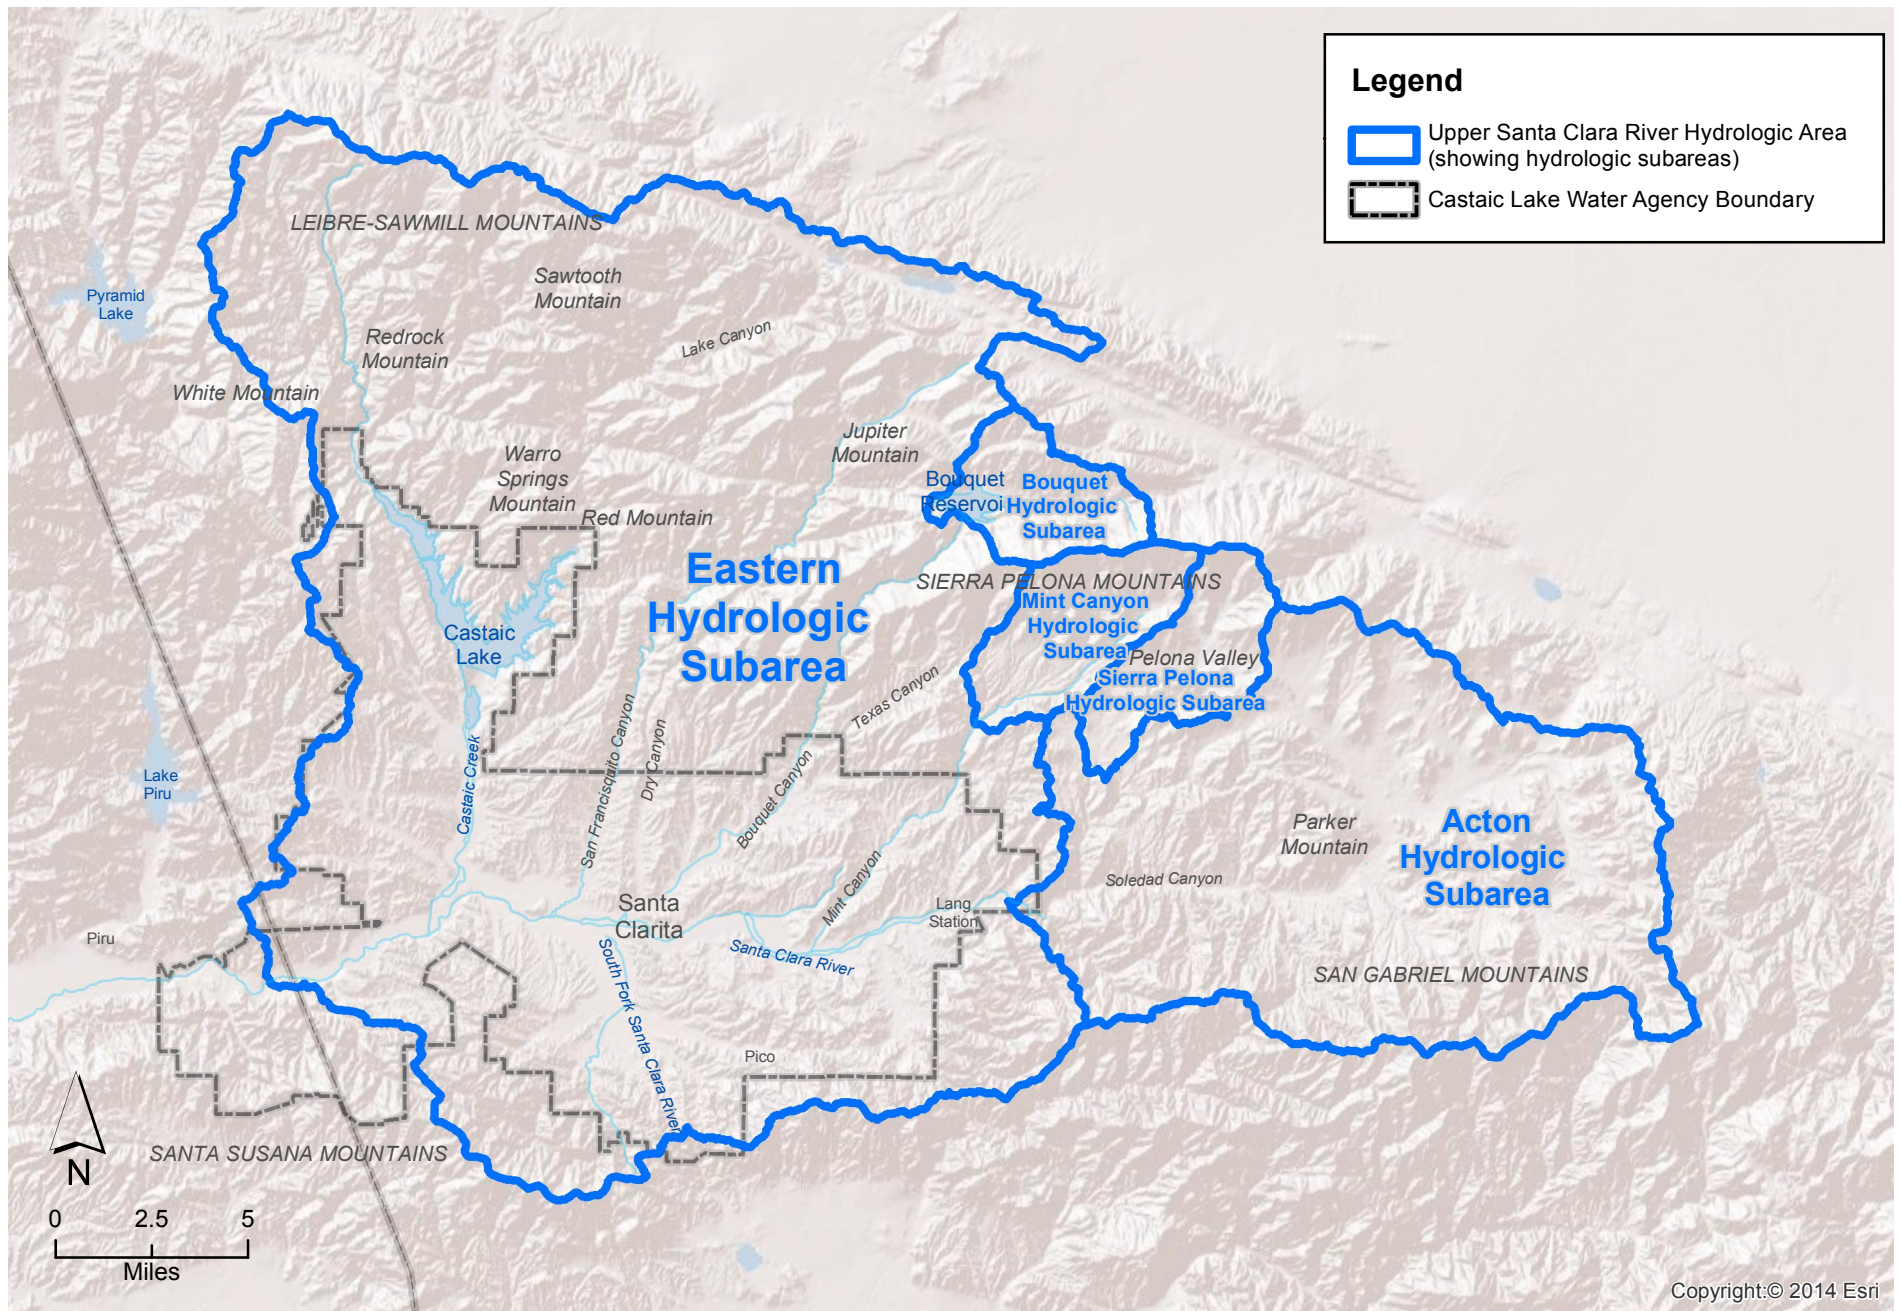 Legend
Upper Santa Clara River Hydrologic Area
(showing hydrologic subareas)
Castaic Lake Water Agency Boundary
LEIBRE-SAWMILL MOUNTAINS
Sawtooth
Mountain
Pyramid
Lake
Redrock
Mountain
Lake Canyon
White Mountain
Jupiter
Mountain
Warro
Springs
Mountain
Red Mountain
Bouquet
Reservoi
Bouquet
Hydrologic
Subarea
Eastern
Hydrologic
Subarea
SIERRA PELONA MOUNTAINS
Mint Canyon
Hydrologic
Subarea
Castaic
Lake
Pelona Valley
Sierra Pelona
Hydrologic Subarea
Texas Canyon
San Francisquito Canyon
Dry Canyon
Castaic Creek
Bouquet Canyon
Lake
Piru
Parker
Mountain
Acton
Hydrologic
Subarea
Mint Canyon
Soledad Canyon
Santa
Clarita
Lang
Station
Piru
Santa Clara River
South Fork Santa Clara River
SAN GABRIEL MOUNTAINS
Pico
SANTA SUSANA MOUNTAINS
N
0 2.5 5
Miles
Copyright:© 2014 Esri